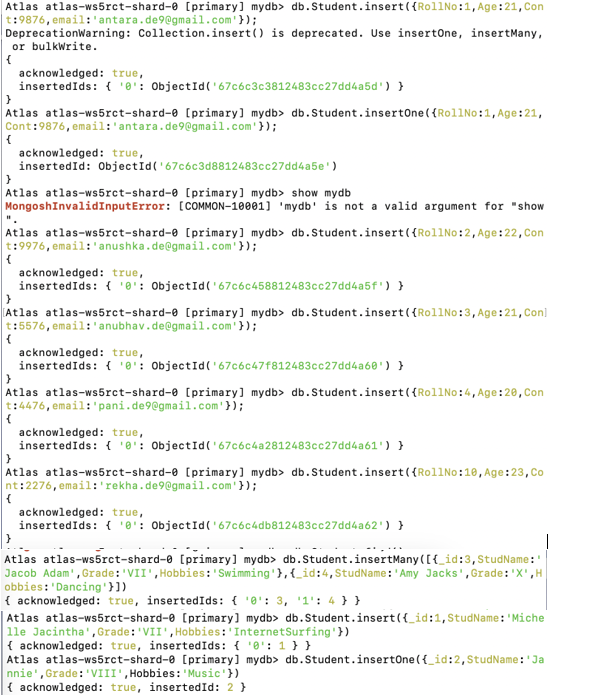 Atlas atlas-ws5rct-shard-0 [primary] mydb> db.Student.insert({RollNo:1,Age:21,Con
t:9876,email:'antara.de9@gmail.com'});
DeprecationWarning: Collection.insert() is deprecated. Use insertOne, insertMany,
 or bulkWrite.
{
  acknowledged: true,
  insertedIds: { '0': ObjectId('67c6c3c3812483cc27dd4a5d') }
}
Atlas atlas-ws5rct-shard-0 [primary] mydb> db.Student.insertOne({RollNo:1,Age:21,
Cont:9876,email:'antara.de9@gmail.com'});
{
  acknowledged: true,
  insertedId: ObjectId('67c6c3d8812483cc27dd4a5e')
}
Atlas atlas-ws5rct-shard-0 [primary] mydb> show mydb
MongoshInvalidInputError: [COMMON-10001] 'mydb' is not a valid argument for "show
".
Atlas atlas-ws5rct-shard-0 [primary] mydb> db.Student.insert({RollNo:2,Age:22,Con
t:9976,email:'anushka.de@gmail.com'});
{
  acknowledged: true,
  insertedIds: { '0': ObjectId('67c6c458812483cc27dd4a5f') }
}
Atlas atlas-ws5rct-shard-0 [primary] mydb> db.Student.insert({RollNo:3,Age:21,Con
t:5576,email:'anubhav.de@gmail.com'});
{
  acknowledged: true,
  insertedIds: { '0': ObjectId('67c6c47f812483cc27dd4a60') }
}
Atlas atlas-ws5rct-shard-0 [primary] mydb> db.Student.insert({RollNo:4,Age:20,Con
t:4476,email:'pani.de9@gmail.com'});
{
  acknowledged: true,
  insertedIds: { '0': ObjectId('67c6c4a2812483cc27dd4a61') }
}
Atlas atlas-ws5rct-shard-0 [primary] mydb> db.Student.insert({RollNo:10,Age:23,Co
nt:2276,email:'rekha.de9@gmail.com'});
{
  acknowledged: true,
  insertedIds: { '0': ObjectId('67c6c4db812483cc27dd4a62') }
}
Atlas atlas-ws5rct-shard-0 [primary] mydb> db.Student.insertMany([{_id:3,StudName:'
Jacob Adam',Grade:'VII',Hobbies:'Swimming'},{_id:4,StudName:'Amy Jacks',Grade:'X',H
obbies:'Dancing'}])
{ acknowledged: true, insertedIds: { '0': 3, '1': 4 } }
Atlas atlas-ws5rct-shard-0 [primary] mydb> db.Student.insert({_id:1,StudName:'Miche
lle Jacintha',Grade:'VII',Hobbies:'InternetSurfing'})
{ acknowledged: true, insertedIds: { '0': 1 } }
Atlas atlas-ws5rct-shard-0 [primary] mydb> db.Student.insertOne({_id:2,StudName:'Ja
nnie',Grade:'VIII',Hobbies:'Music'})
{ acknowledged: true, insertedId: 2 }